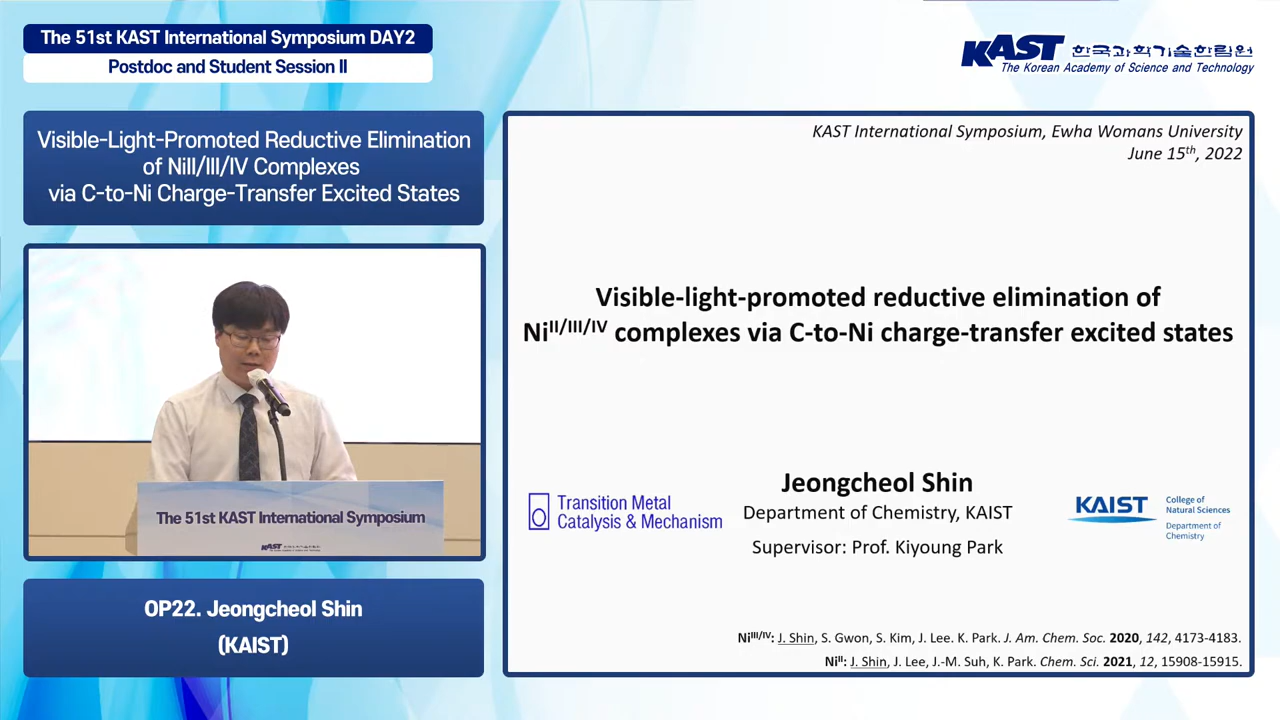 The 51st KAST International Symposium DAY2
Postdoc and Student Session II
KAST 한국과학기술한림원
The Korean Academy of Science and Technology
Visible-Light-Promoted Reductive Elimination
of NiII/III/IV Complexes
via C-to-Ni Charge-Transfer Excited States
The 51st KAST International Symposium
KAST
OP22. Jeongcheol Shin
(KAIST)
KAST International Symposium, Ewha Womans University
June 15th, 2022
Visible-light-promoted reductive elimination of
NiII/III/IV complexes via C-to-Ni charge-transfer excited states
Jeongcheol Shin
Department of Chemistry, KAIST
Supervisor: Prof. Kiyoung Park
Transition Metal
Catalysis & Mechanism
KAIST
College of
Natural Sciences
Department of
Chemistry
NiIII/IV: J. Shin, S. Gwon, S. Kim, J. Lee. K. Park. J. Am. Chem. Soc. 2020, 142, 4173-4183.
NiII: J. Shin, J. Lee, J.-M. Suh, K. Park. Chem. Sci. 2021, 12, 15908-15915.